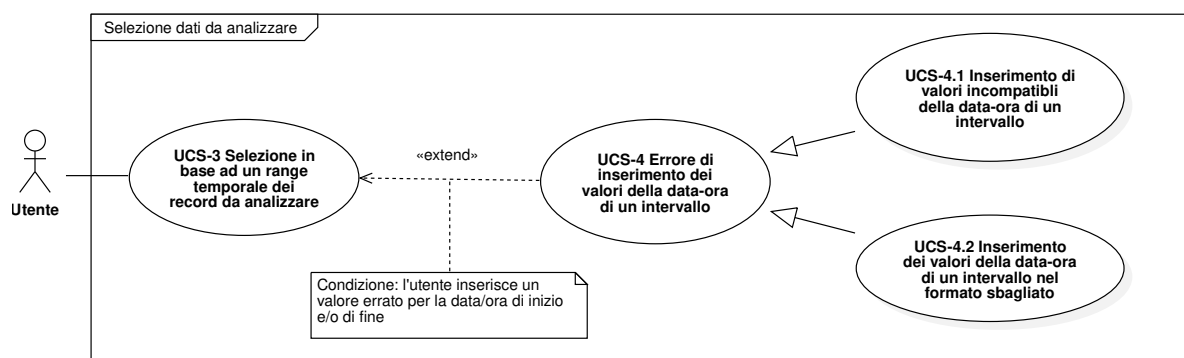 Selezione dati da analizzare
Utente
UCS-3 Selezione in
base ad un range
temporale dei
record da analizzare
«extend»
Condizione: l'utente inserisce un
valore errato per la data/ora di inizio
e/o di fine
UCS-4 Errore di
inserimento dei
valori della data-ora
di un intervallo
UCS-4.1 Inserimento di
valori incompatibli
della data-ora di un
intervallo
UCS-4.2 Inserimento
dei valori della data-ora
di un intervallo nel
formato sbagliato